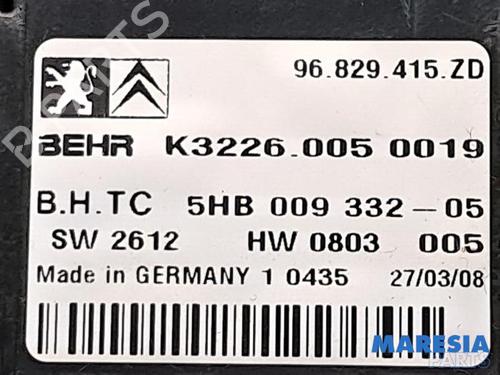 96.829.415.ZD
BEHR K3226.005 0019
B.H.TC 5HB 009 332-05
SW 2612 HW 0803 005
Made in GERMANY 1 0435 27/03/08
MARESIA
PARTS